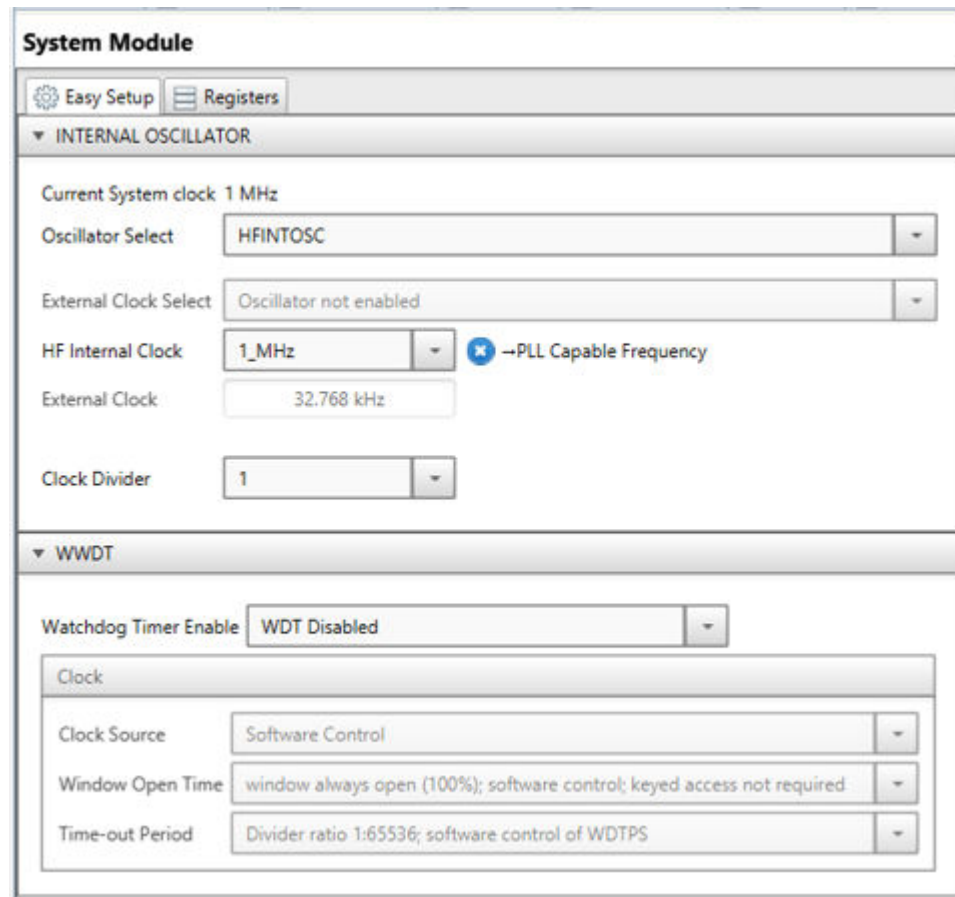 System Module
Easy Setup Registers
INTERNAL OSCILLATOR
Current System clock 1 MHz
Oscillator Select HFINTOSC
External Clock Select Oscillator not enabled
HF Internal Clock 1_MHz →PLL Capable Frequency
External Clock 32.768 kHz
Clock Divider 1
WWDT
Watchdog Timer Enable WDT Disabled
Clock
Clock Source Software Control
Window Open Time window always open (100%); software control; keyed access not required
Time-out Period Divider ratio 1:65536; software control of WDTPS